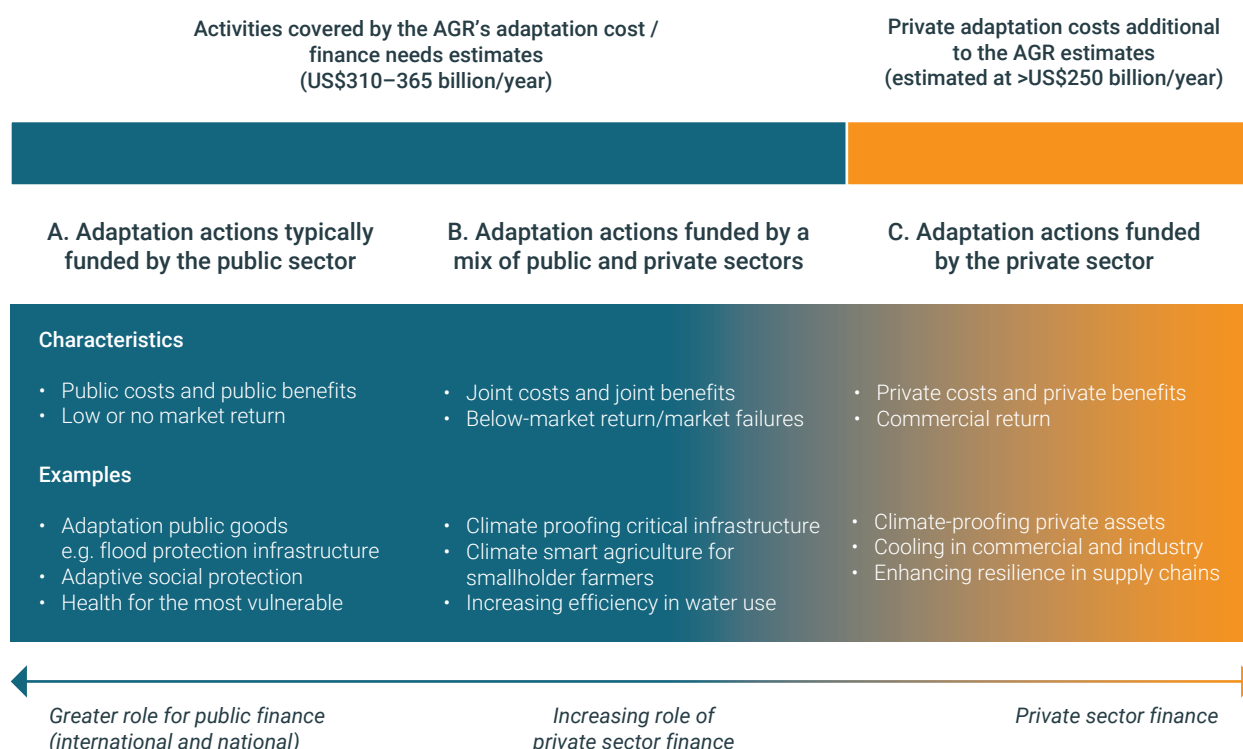 Activities covered by the AGR’s adaptation cost /
finance needs estimates
(US$310–365 billion/year)
Private adaptation costs additional
to the AGR estimates
(estimated at >US$250 billion/year)
A. Adaptation actions typically
funded by the public sector
B. Adaptation actions funded by a
mix of public and private sectors
C. Adaptation actions funded
by the private sector
Characteristics
• Public costs and public benefits
• Low or no market return
• Joint costs and joint benefits
• Below-market return/market failures
• Private costs and private benefits
• Commercial return
Examples
• Adaptation public goods
e.g. flood protection infrastructure
• Adaptive social protection
• Health for the most vulnerable
• Climate proofing critical infrastructure
• Climate smart agriculture for
smallholder farmers
• Increasing efficiency in water use
• Climate-proofing private assets
• Cooling in commercial and industry
• Enhancing resilience in supply chains
Greater role for public finance
(international and national)
Increasing role of
private sector finance
Private sector finance